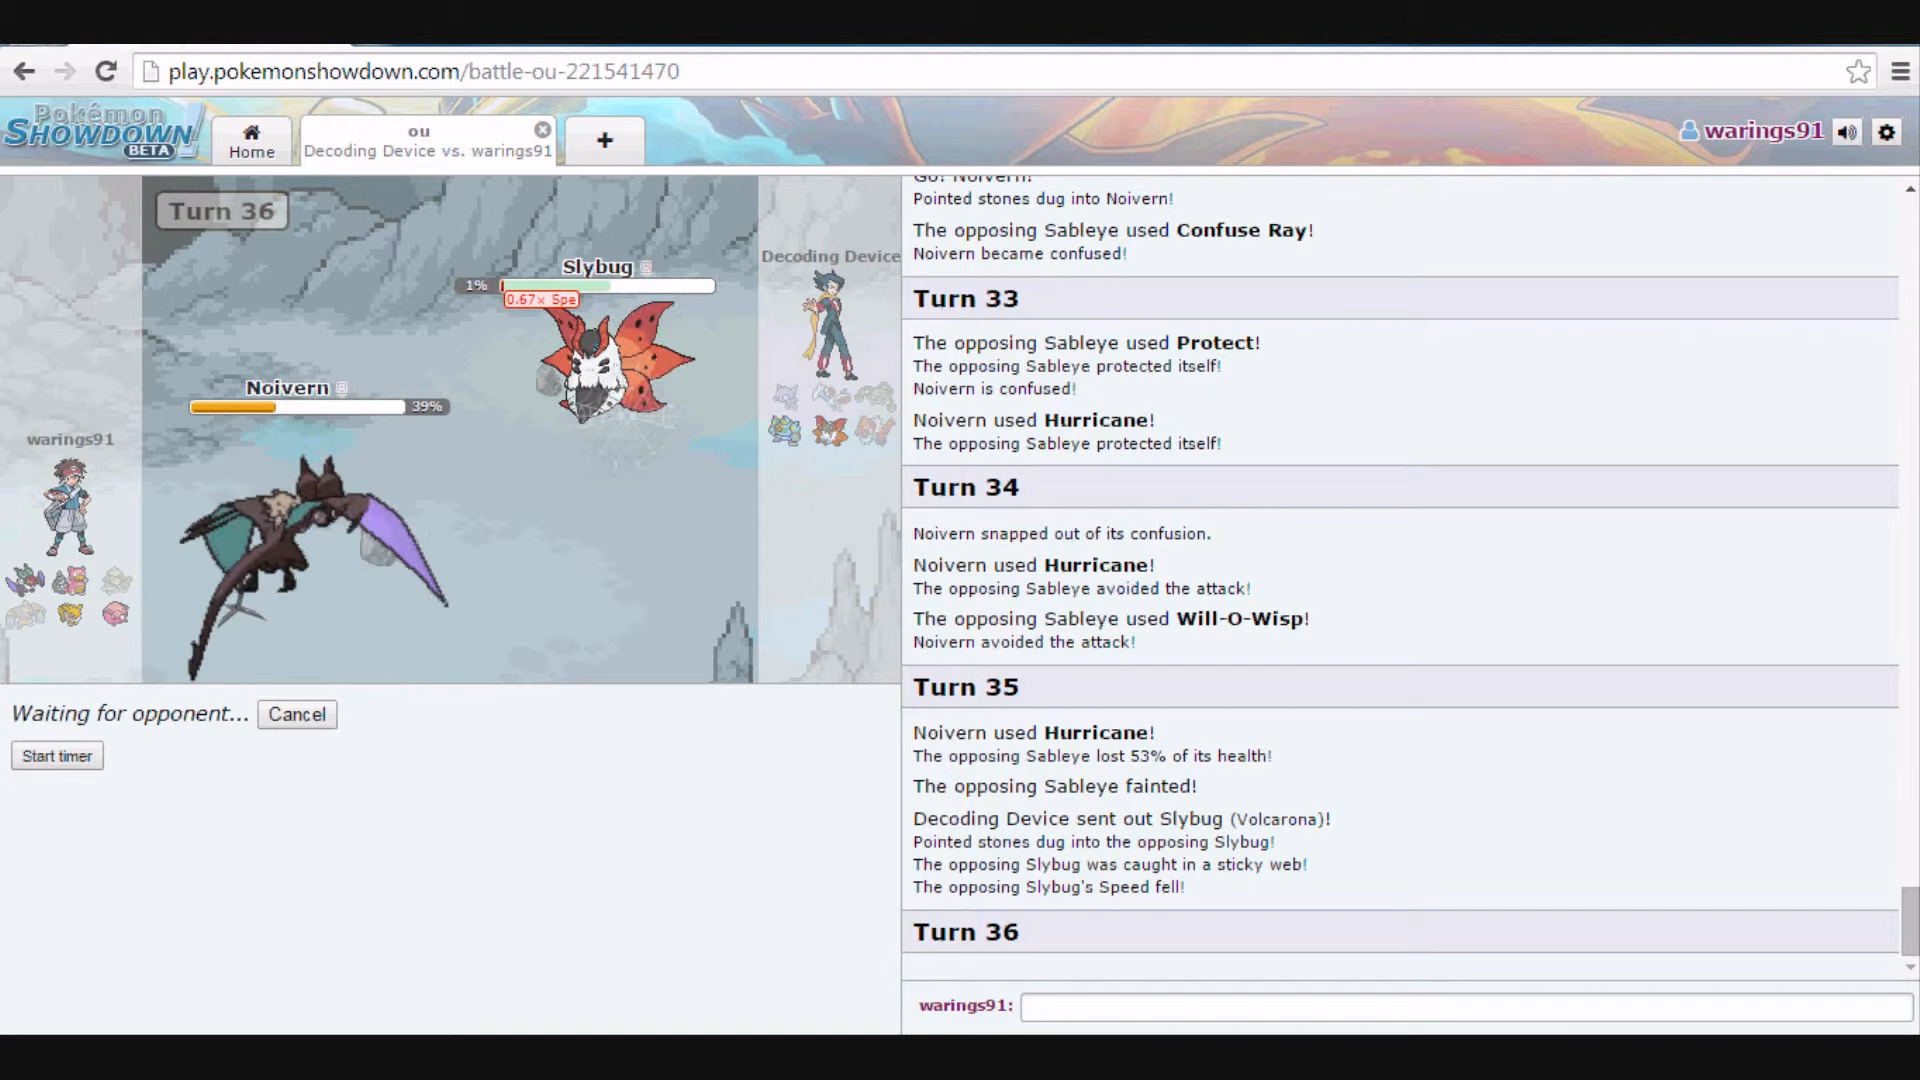 play.pokemonshowdown.com/battle-ou-221541470
Pokémon
SHOWDOWN!
BETA
Home
ou
Decoding Device vs. warings91
+
warings91
Turn 36
Slybug
1%
0.67× Spe
Noivern
39%
warings91
Decoding Device
Waiting for opponent...
Cancel
Start timer
Go! Noivern!
Pointed stones dug into Noivern!
The opposing Sableye used Confuse Ray!
Noivern became confused!
Turn 33
The opposing Sableye used Protect!
The opposing Sableye protected itself!
Noivern is confused!
Noivern used Hurricane!
The opposing Sableye protected itself!
Turn 34
Noivern snapped out of its confusion.
Noivern used Hurricane!
The opposing Sableye avoided the attack!
The opposing Sableye used Will-O-Wisp!
Noivern avoided the attack!
Turn 35
Noivern used Hurricane!
The opposing Sableye lost 53% of its health!
The opposing Sableye fainted!
Decoding Device sent out Slybug (Volcarona)!
Pointed stones dug into the opposing Slybug!
The opposing Slybug was caught in a sticky web!
The opposing Slybug's Speed fell!
Turn 36
warings91: